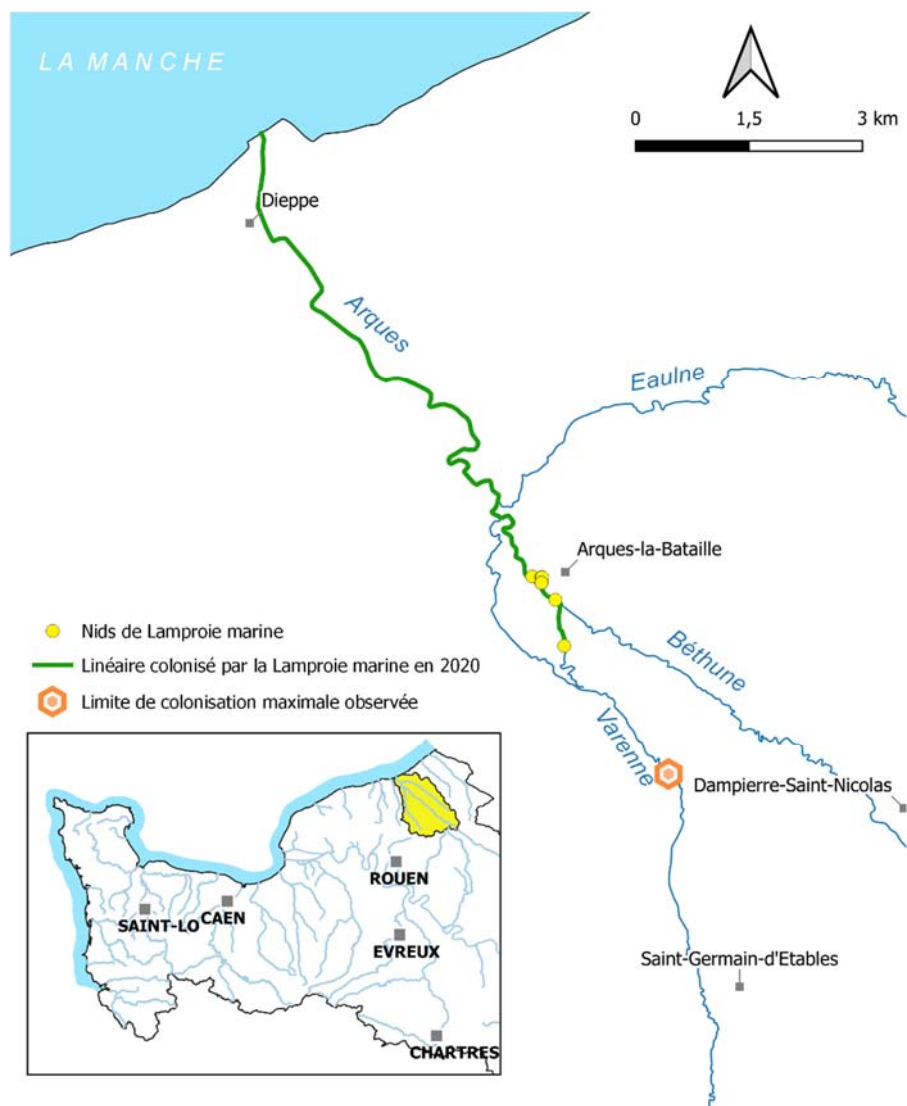 LA MANCHE
0 1,5 3 km
Dieppe
Arques
Eaulne
Arques-la-Bataille
Béthune
Varenne
Dampierre-Saint-Nicolas
Saint-Germain-d'Etables
Nids de Lamproie marine
Linéaire colonisé par la Lamproie marine en 2020
Limite de colonisation maximale observée
ROUEN
CAEN
SAINT-LO
EVREUX
CHARTRES